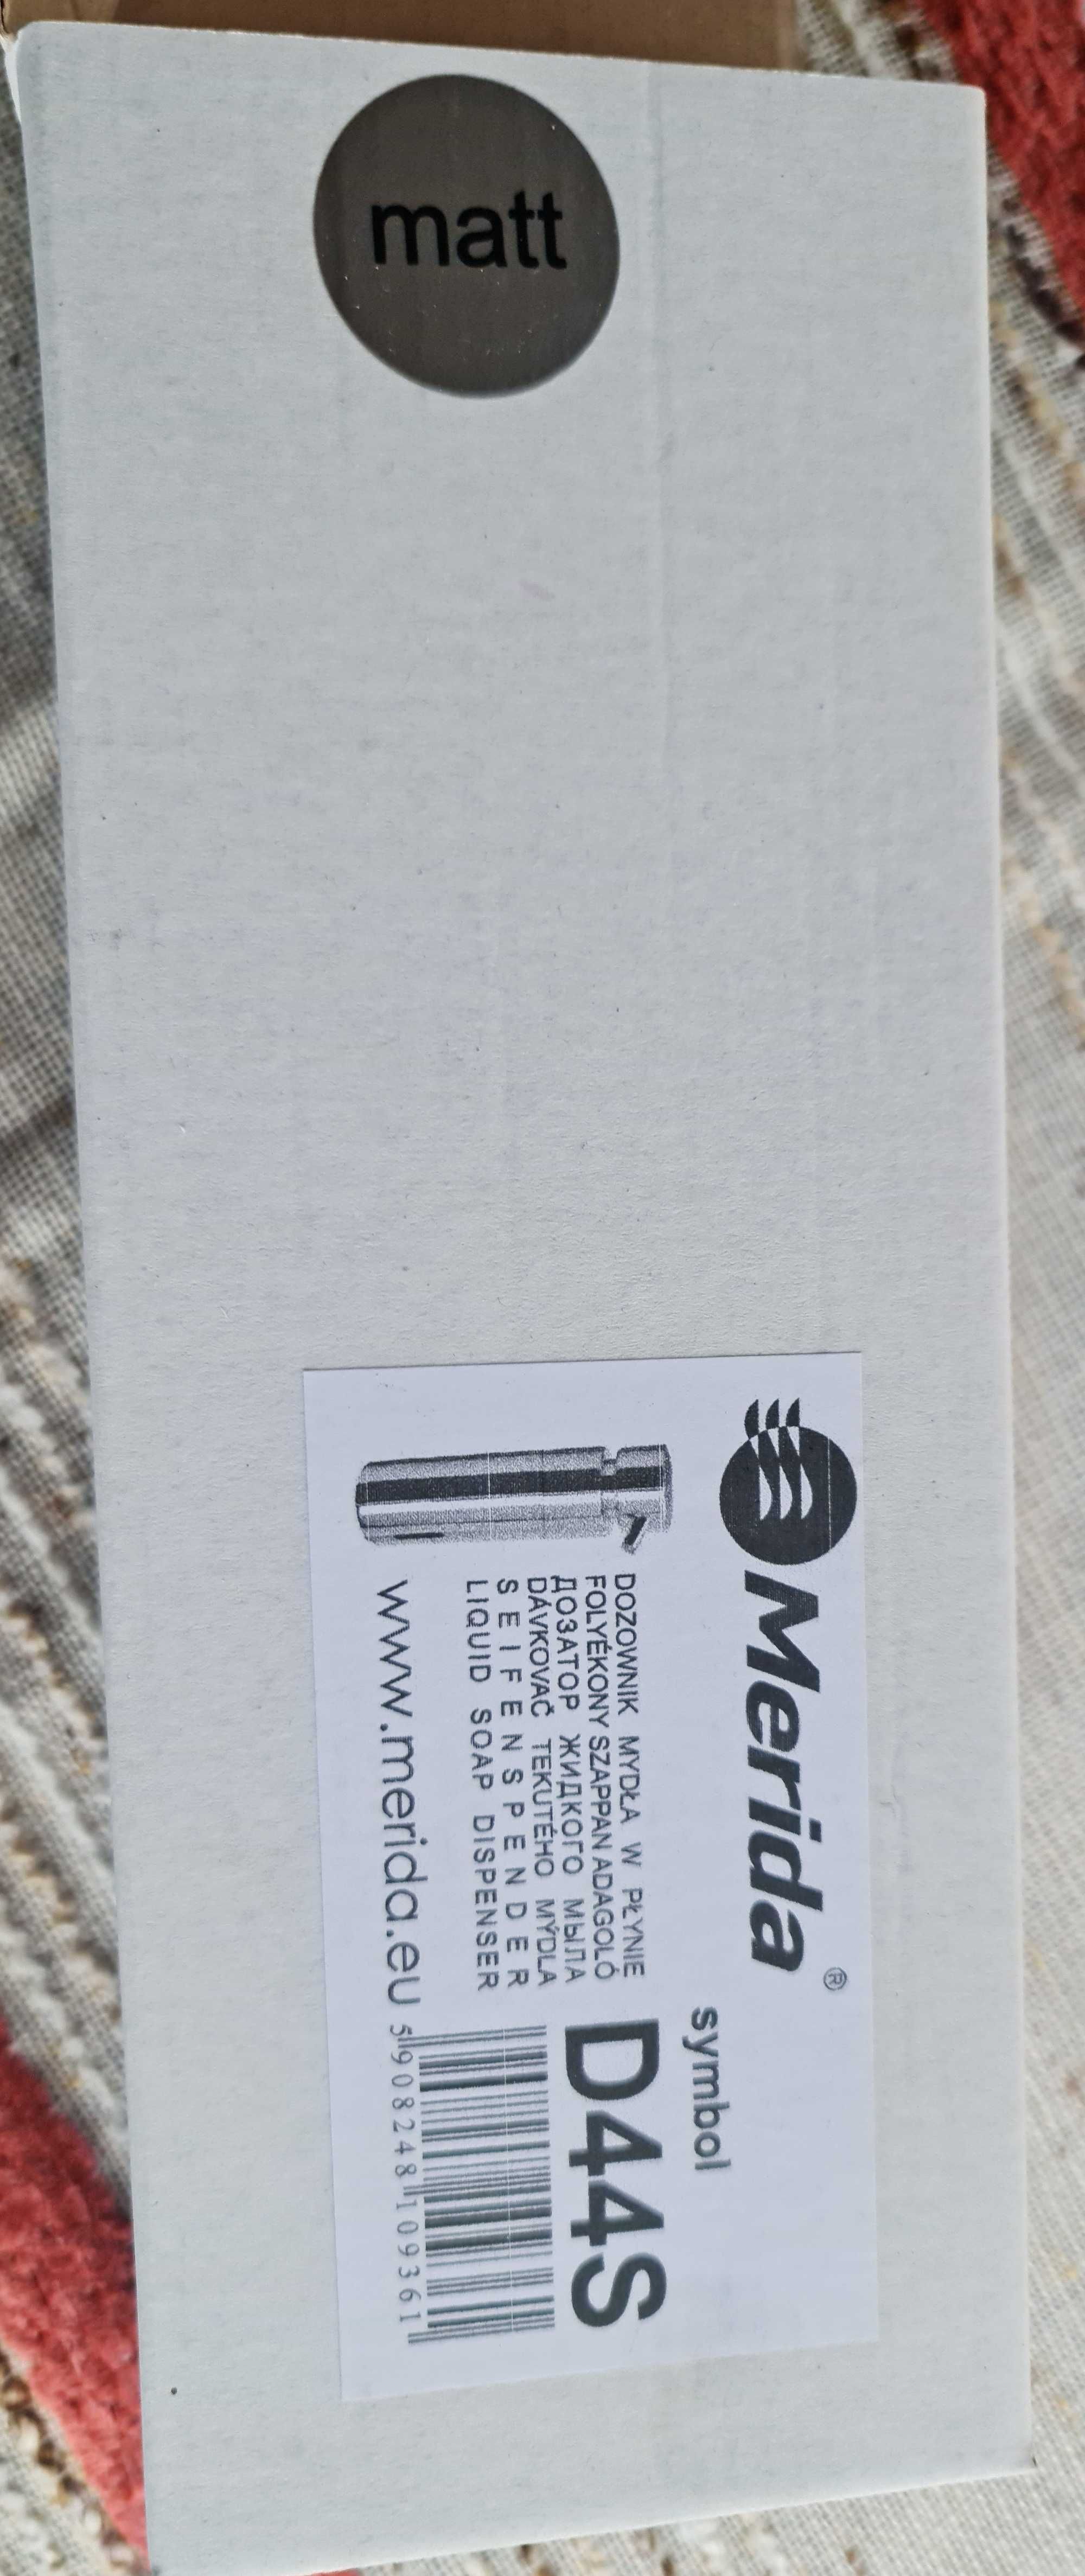 matt
Merida®
symbol
D44S
DOZOWNIK MYDŁA W PŁYNIE
FOLYÉKONY SZAPPAN ADAGOLÓ
ДОЗАТОР ЖИДКОГО МЫЛА
DÁVKOVAČ TEKUTÉHO MÝDLA
SEIFENSPENDER
LIQUID SOAP DISPENSER
www.merida.eu
5908248109361